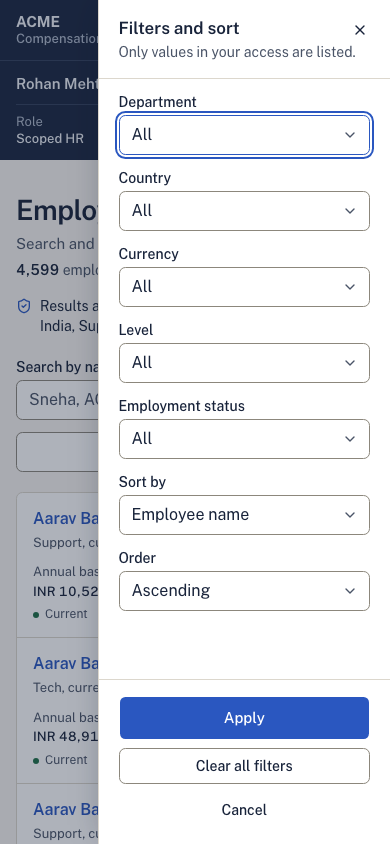 ACME
Compensatio
Rohan Meht
Role
Scoped HR
Employ
Search and
4,599 emplo
Results a
India, Sup
Search by na
Sneha, AC
Aarav Ba
Support, cu
Annual bas
INR 10,52
Current
Aarav Ba
Tech, curre
Annual bas
INR 48,91
Current
Aarav Ba
Support, cu
Filters and sort
Only values in your access are listed.
Department
All
Country
All
Currency
All
Level
All
Employment status
All
Sort by
Employee name
Order
Ascending
Apply
Clear all filters
Cancel